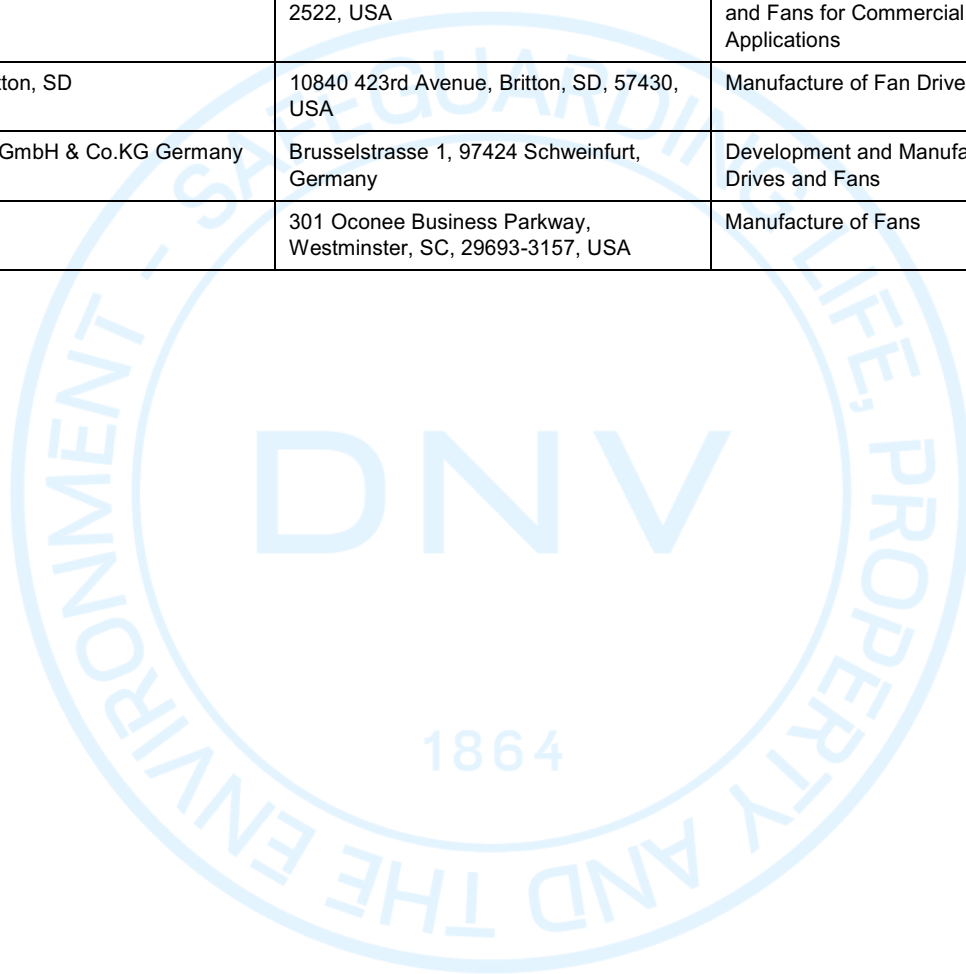 2522, USA
and Fans for Commercial
Applications
tton, SD
10840 423rd Avenue, Britton, SD, 57430,
USA
Manufacture of Fan Drive
GmbH & Co.KG Germany
Brusselstrasse 1, 97424 Schweinfurt,
Germany
Development and Manufa
Drives and Fans
301 Oconee Business Parkway,
Westminster, SC, 29693-3157, USA
Manufacture of Fans
SAFEGUARDING LIFE, PROPERTY AND THE ENVIRONMENT -
DNV
1864